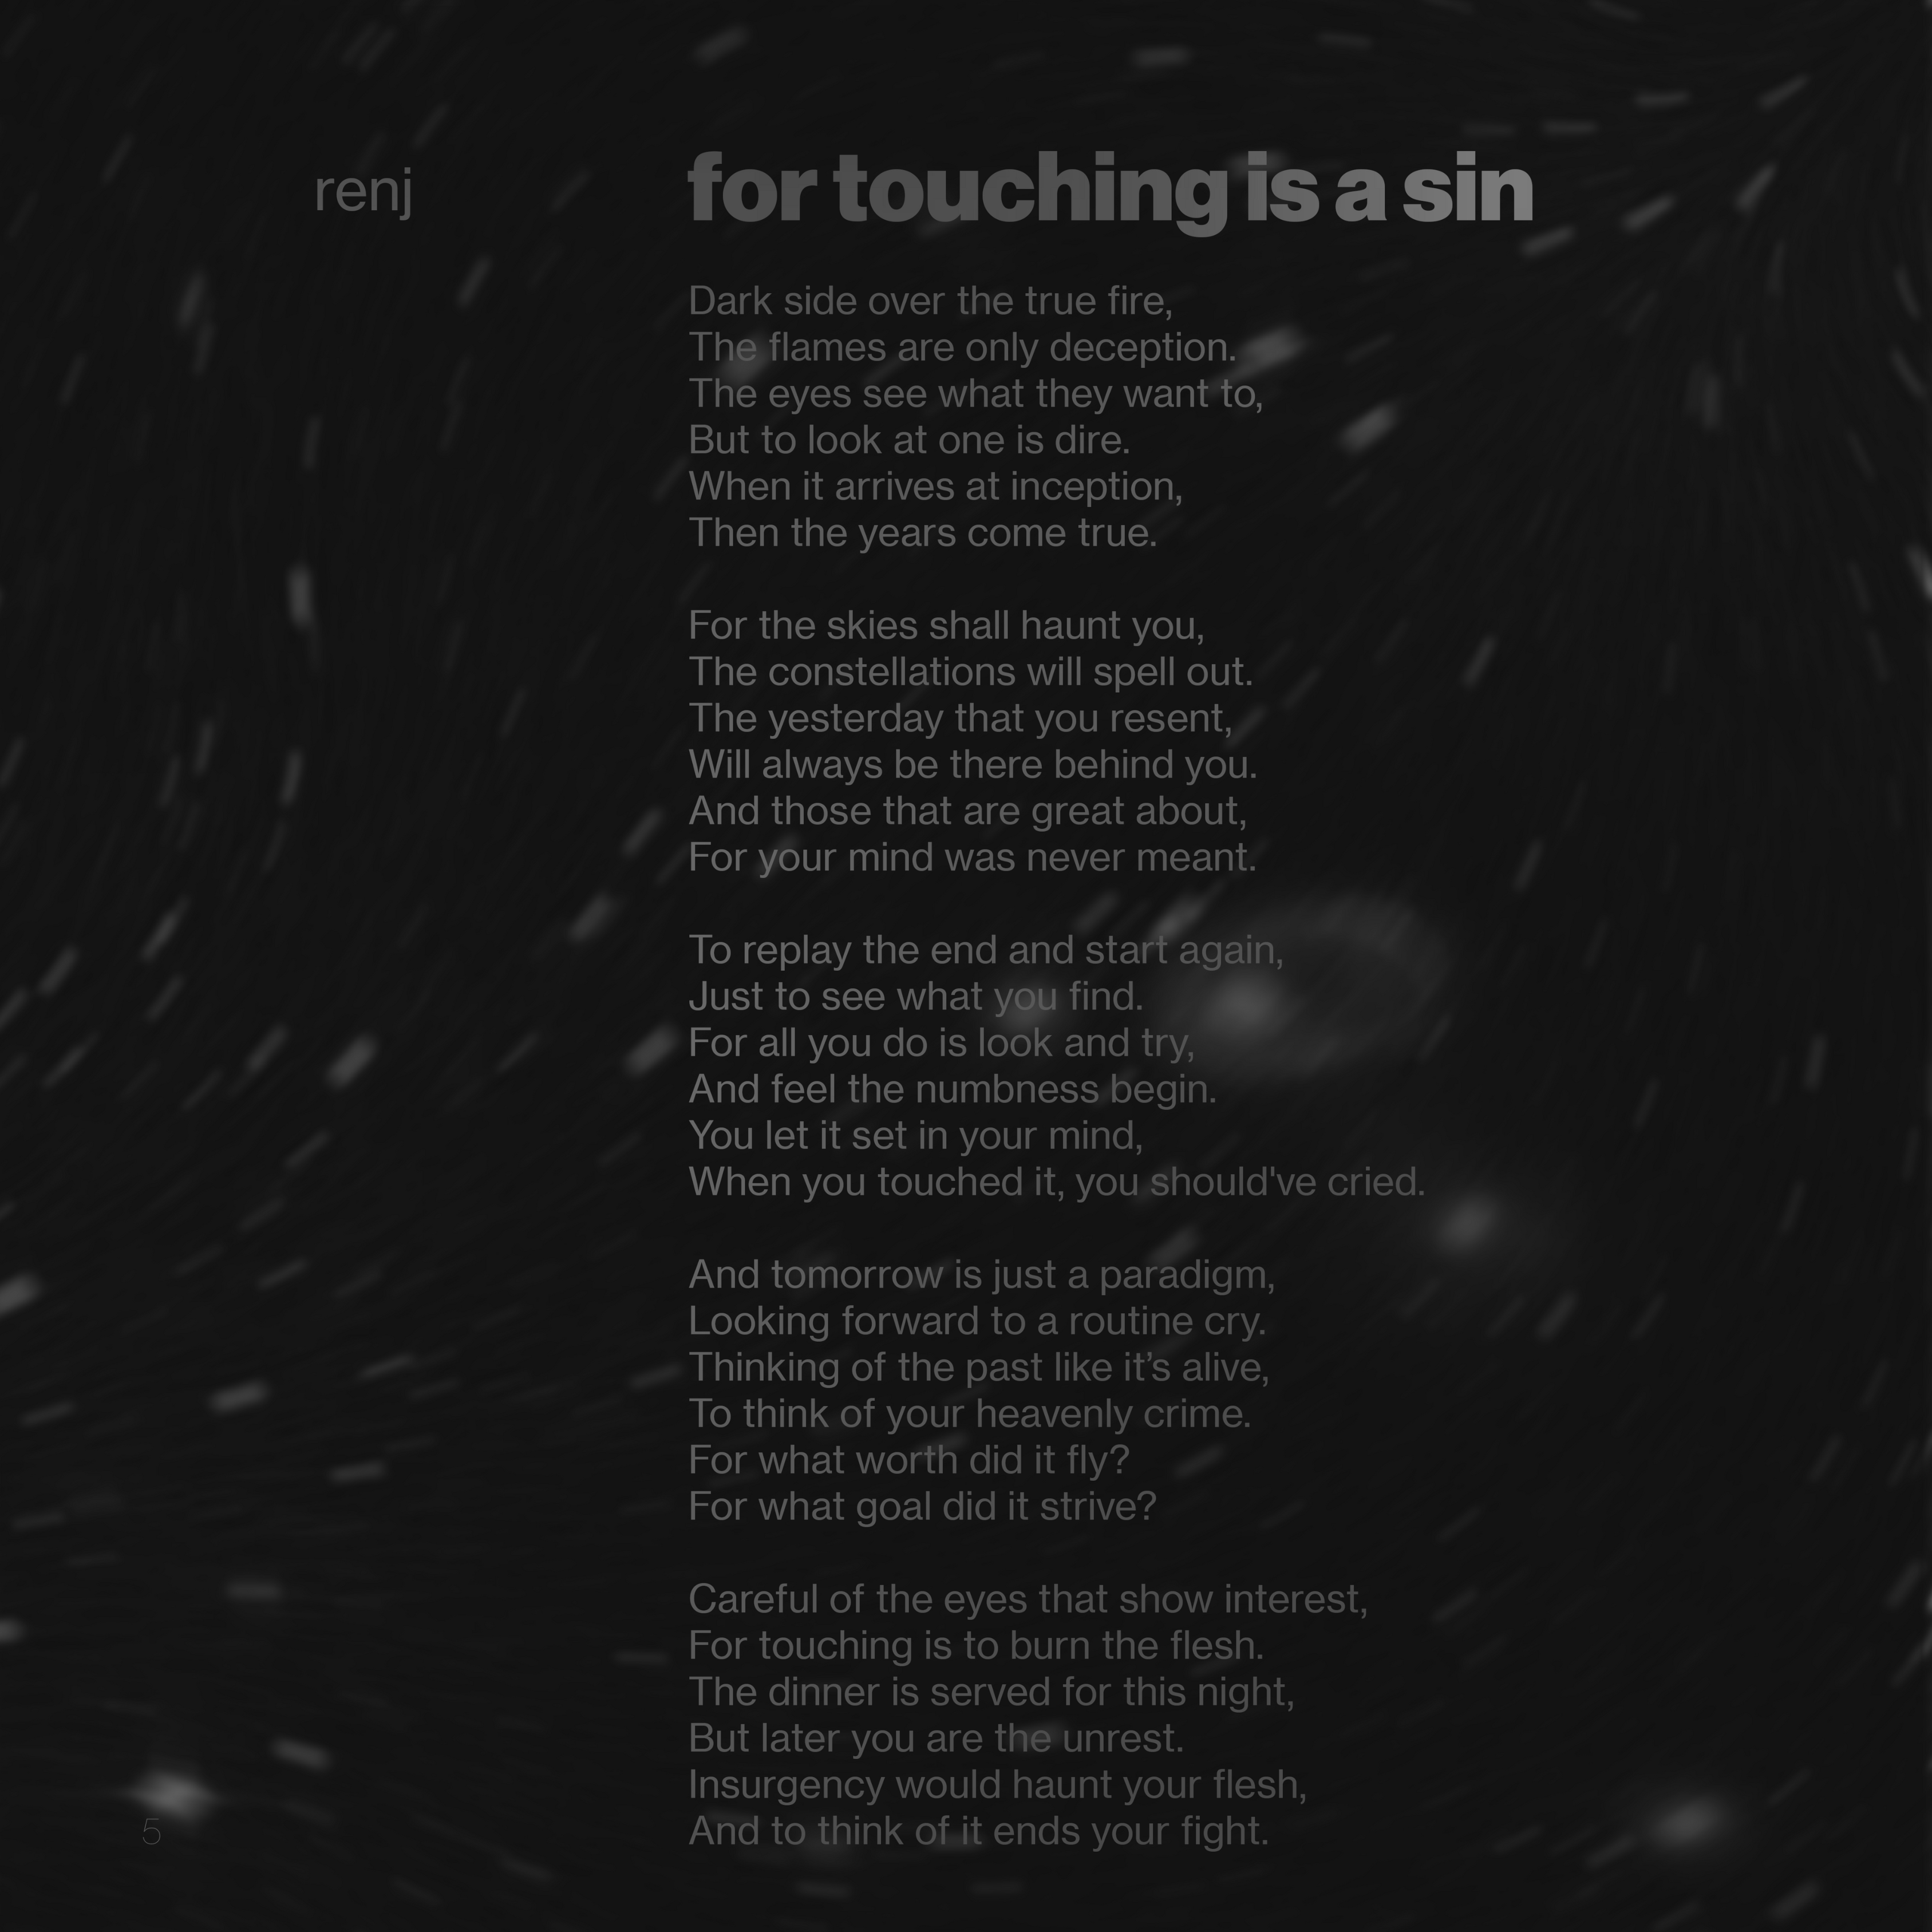 renj
for touching is a sin
Dark side over the true fire,
The flames are only deception.
The eyes see what they want to,
But to look at one is dire.
When it arrives at inception,
Then the years come true.
For the skies shall haunt you,
The constellations will spell out.
The yesterday that you resent,
Will always be there behind you.
And those that are great about,
For your mind was never meant.
To replay the end and start again,
Just to see what you find.
For all you do is look and try,
And feel the numbness begin.
You let it set in your mind,
When you touched it, you should've cried.
And tomorrow is just a paradigm,
Looking forward to a routine cry.
Thinking of the past like it’s alive,
To think of your heavenly crime.
For what worth did it fly?
For what goal did it strive?
Careful of the eyes that show interest,
For touching is to burn the flesh.
The dinner is served for this night,
But later you are the unrest.
Insurgency would haunt your flesh,
And to think of it ends your fight.
5